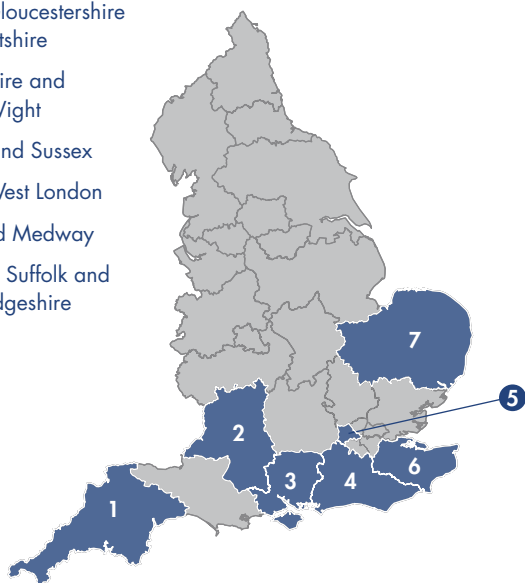 loucestershire
tshire
ire and
Vight
nd Sussex
Vest London
d Medway
Suffolk and
dgeshire
7
5
2
6
3
4
1